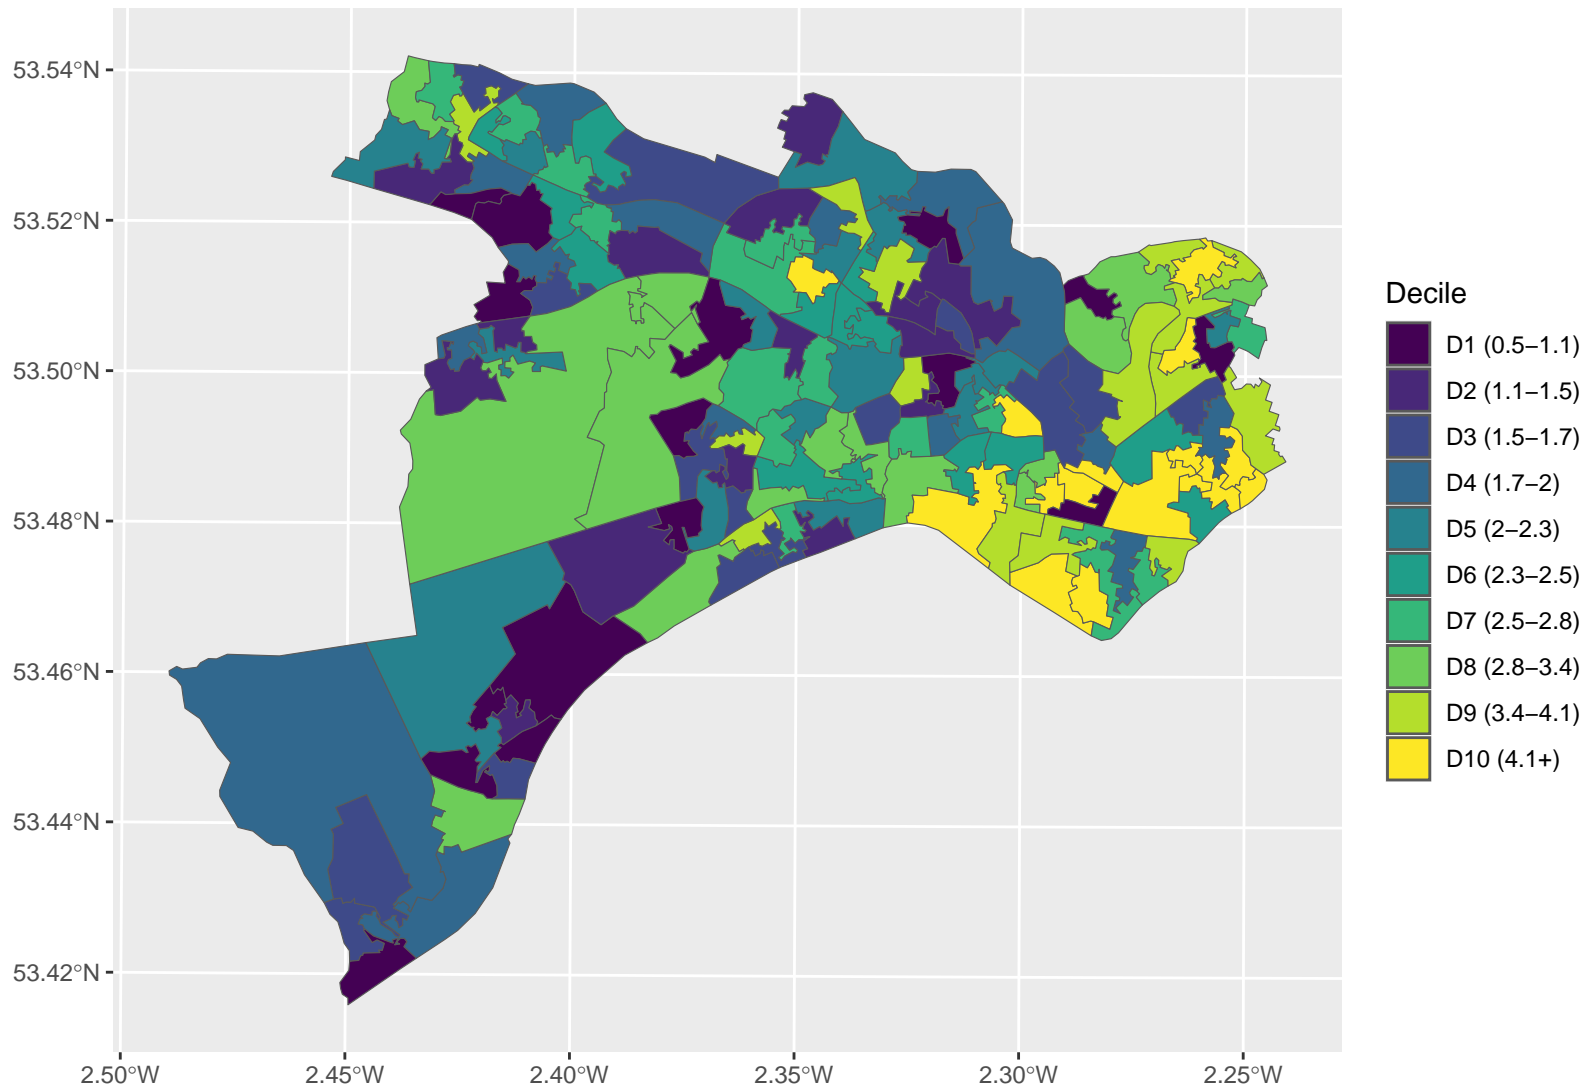 53.54°N
53.52°N
53.50°N
53.48°N
53.46°N
53.44°N
53.42°N
2.50°W
2.45°W
2.40°W
2.35°W
2.30°W
2.25°W
Decile
D1 (0.5–1.1)
D2 (1.1–1.5)
D3 (1.5–1.7)
D4 (1.7–2)
D5 (2–2.3)
D6 (2.3–2.5)
D7 (2.5–2.8)
D8 (2.8–3.4)
D9 (3.4–4.1)
D10 (4.1+)